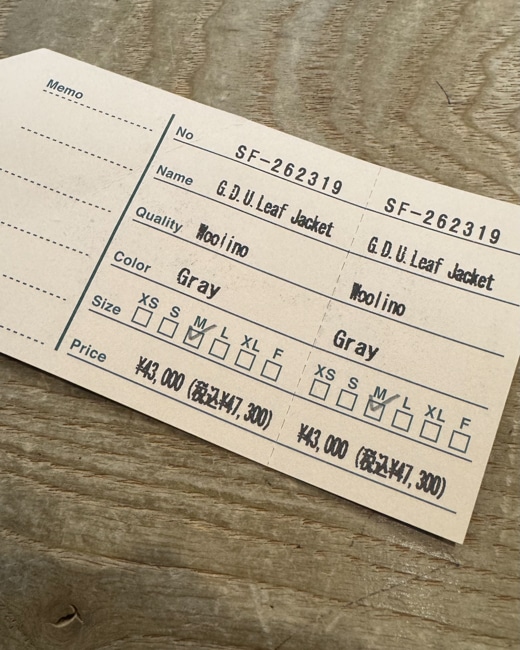 Memo
No SF-262319
Name G.D.U.Leaf Jacket
Quality Woolino
Color Gray
Size XS S M L XL F
Price ¥43,000 (税込¥47,300)
SF-262319
G.D.U.Leaf Jacket
Woolino
Gray
XS S M L XL F
¥43,000 (税込¥47,300)